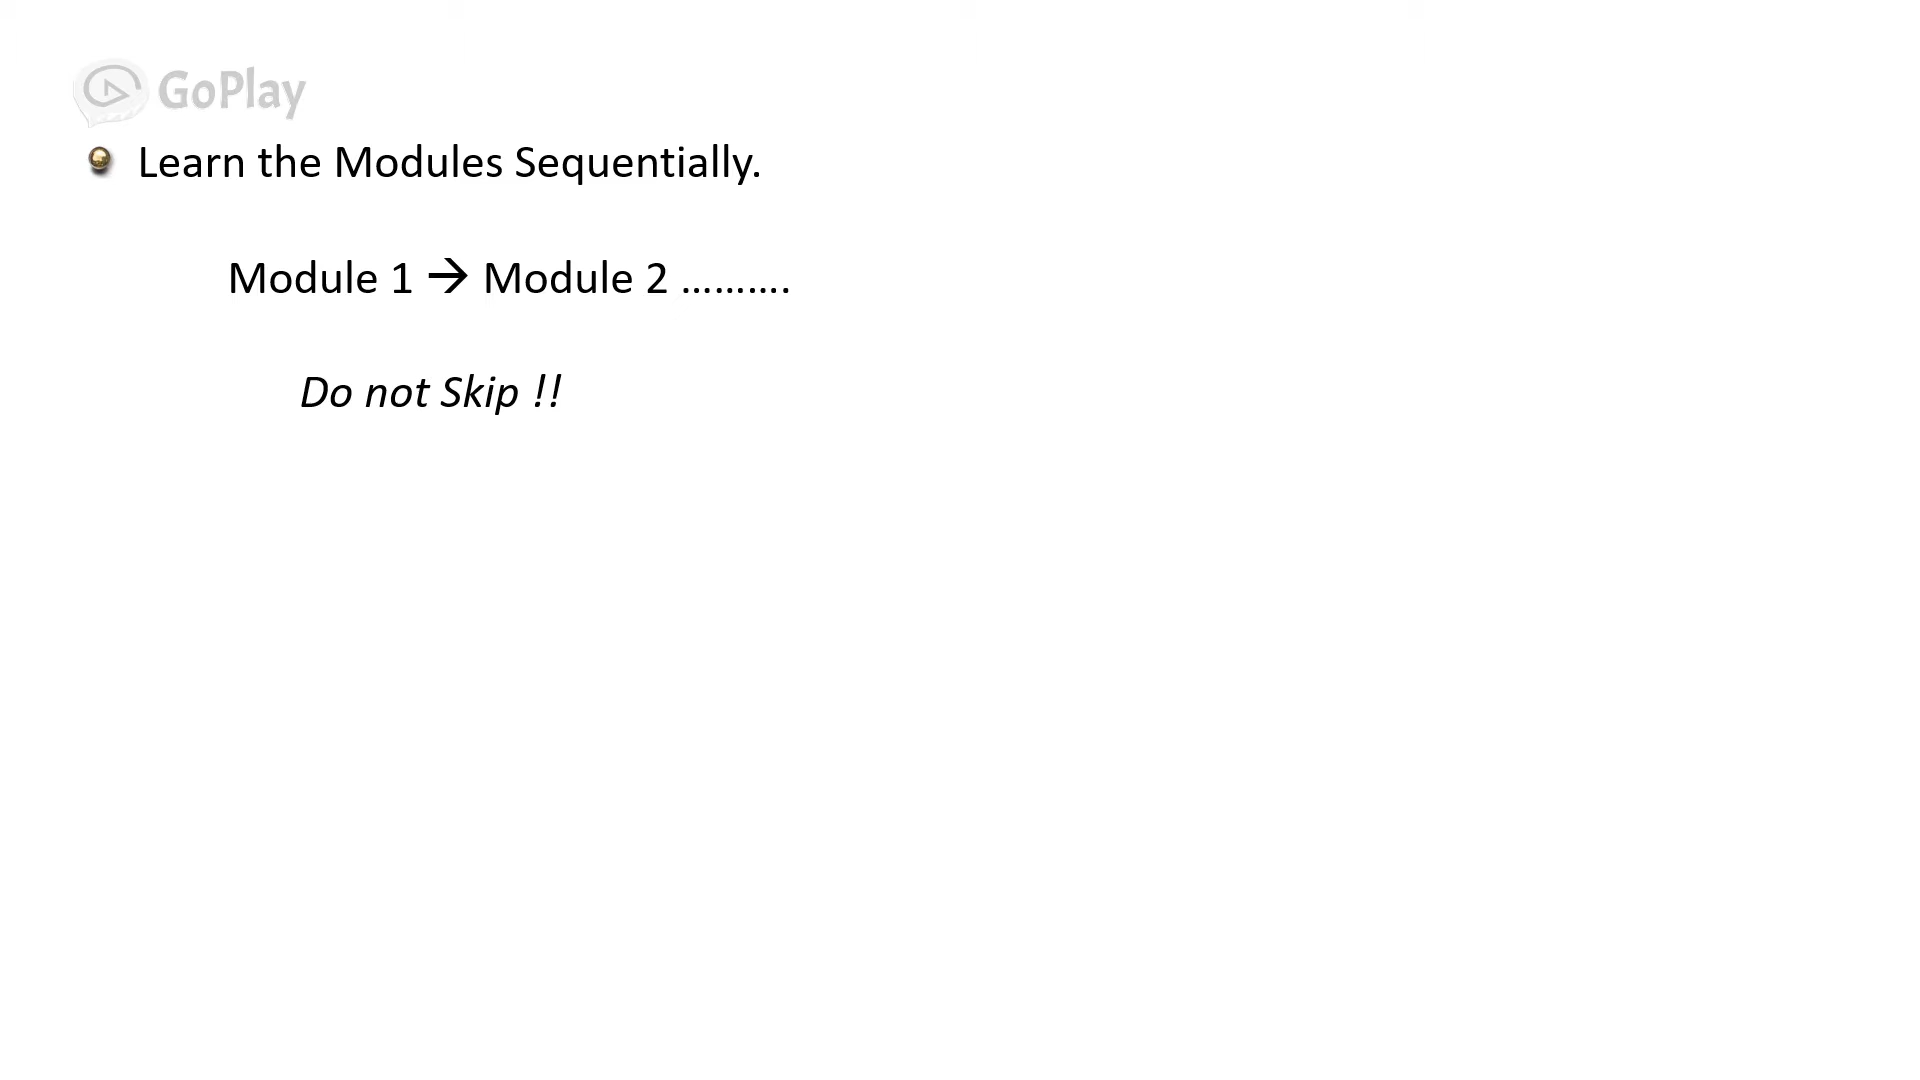 GoPlay
Learn the Modules Sequentially.
Module 1 → Module 2 ……….
Do not Skip !!